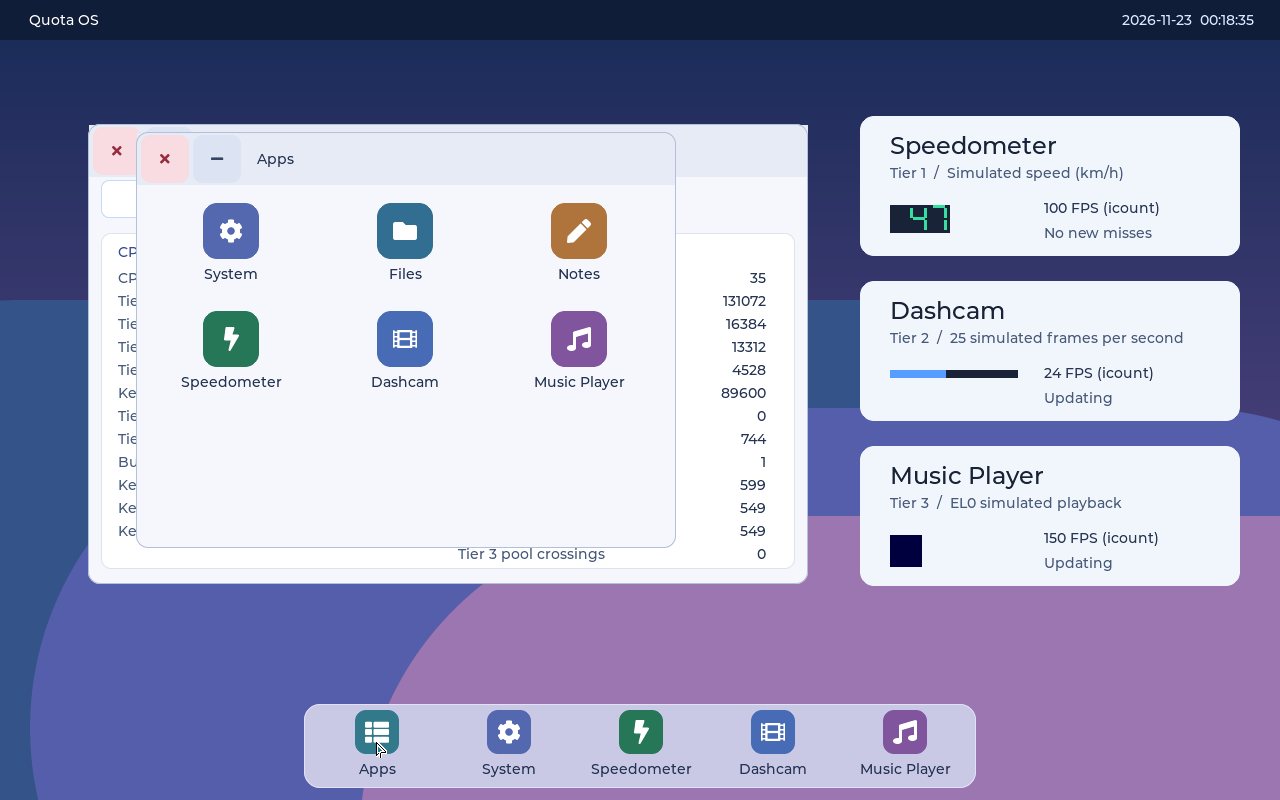 Quota OS
2026-11-23 00:18:35
Apps
System
Files
Notes
Speedometer
Dashcam
Music Player
CP
CP 35
Tie 131072
Tie 16384
Tie 13312
Tie 4528
Ke 89600
Tie 0
Tie 744
Bu 1
Ke 599
Ke 549
Ke 549
Tier 3 pool crossings 0
Speedometer
Tier 1 / Simulated speed (km/h)
47
100 FPS (icount)
No new misses
Dashcam
Tier 2 / 25 simulated frames per second
24 FPS (icount)
Updating
Music Player
Tier 3 / EL0 simulated playback
150 FPS (icount)
Updating
Apps
System
Speedometer
Dashcam
Music Player